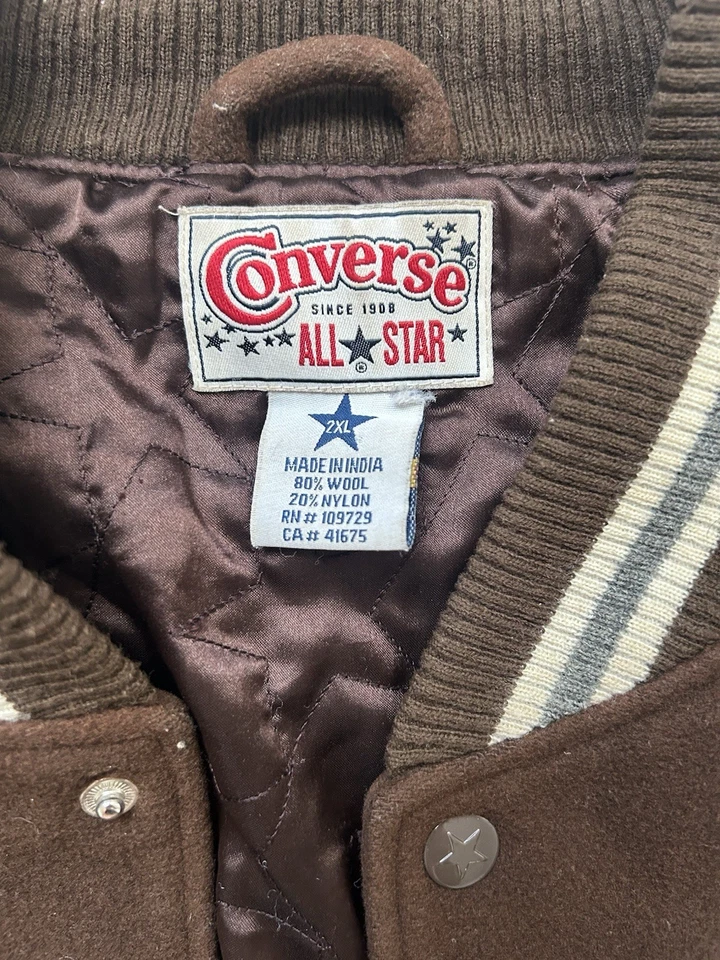 Converse®
SINCE 1908
ALL STAR
®
2XL
MADE IN INDIA
80% WOOL
20% NYLON
RN # 109729
CA # 41675